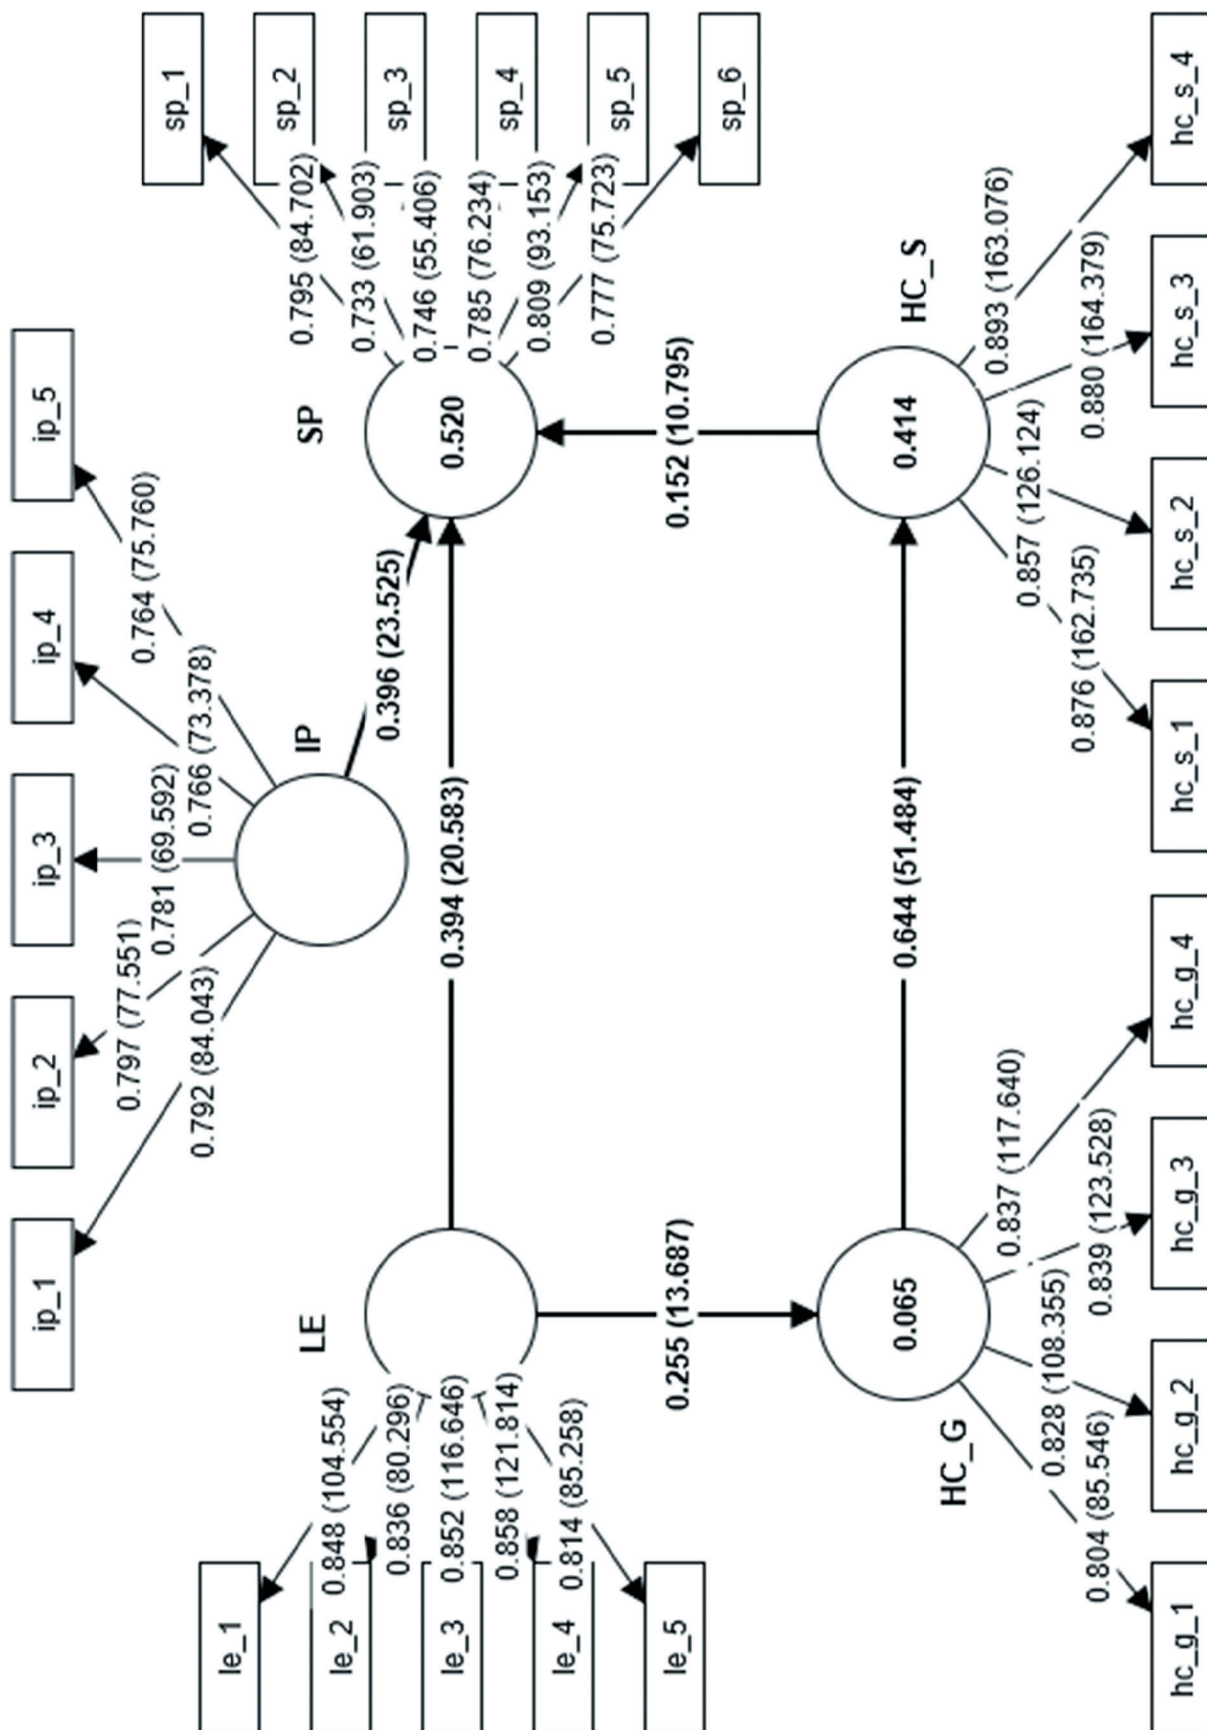 ip_1
ip_2
ip_3
ip_4
ip_5
0.792 (84.043)
0.797 (77.551)
0.781 (69.592)
0.766 (73.378)
0.764 (75.760)
IP
LE
SP
le_1
le_2
le_3
le_4
le_5
0.848 (104.554)
0.836 (80.296)
0.852 (116.646)
0.858 (121.814)
0.814 (85.258)
0.396 (23.525)
0.394 (20.583)
0.520
sp_1
sp_2
sp_3
sp_4
sp_5
sp_6
0.795 (84.702)
0.733 (61.903)
0.746 (55.406)
0.785 (76.234)
0.809 (93.153)
0.777 (75.723)
0.255 (13.687)
0.152 (10.795)
0.065
0.644 (51.484)
0.414
HC_G
HC_S
0.804 (85.546)
0.828 (108.355)
0.839 (123.528)
0.837 (117.640)
0.876 (162.735)
0.857 (126.124)
0.880 (164.379)
0.893 (163.076)
hc_g_1
hc_g_2
hc_g_3
hc_g_4
hc_s_1
hc_s_2
hc_s_3
hc_s_4